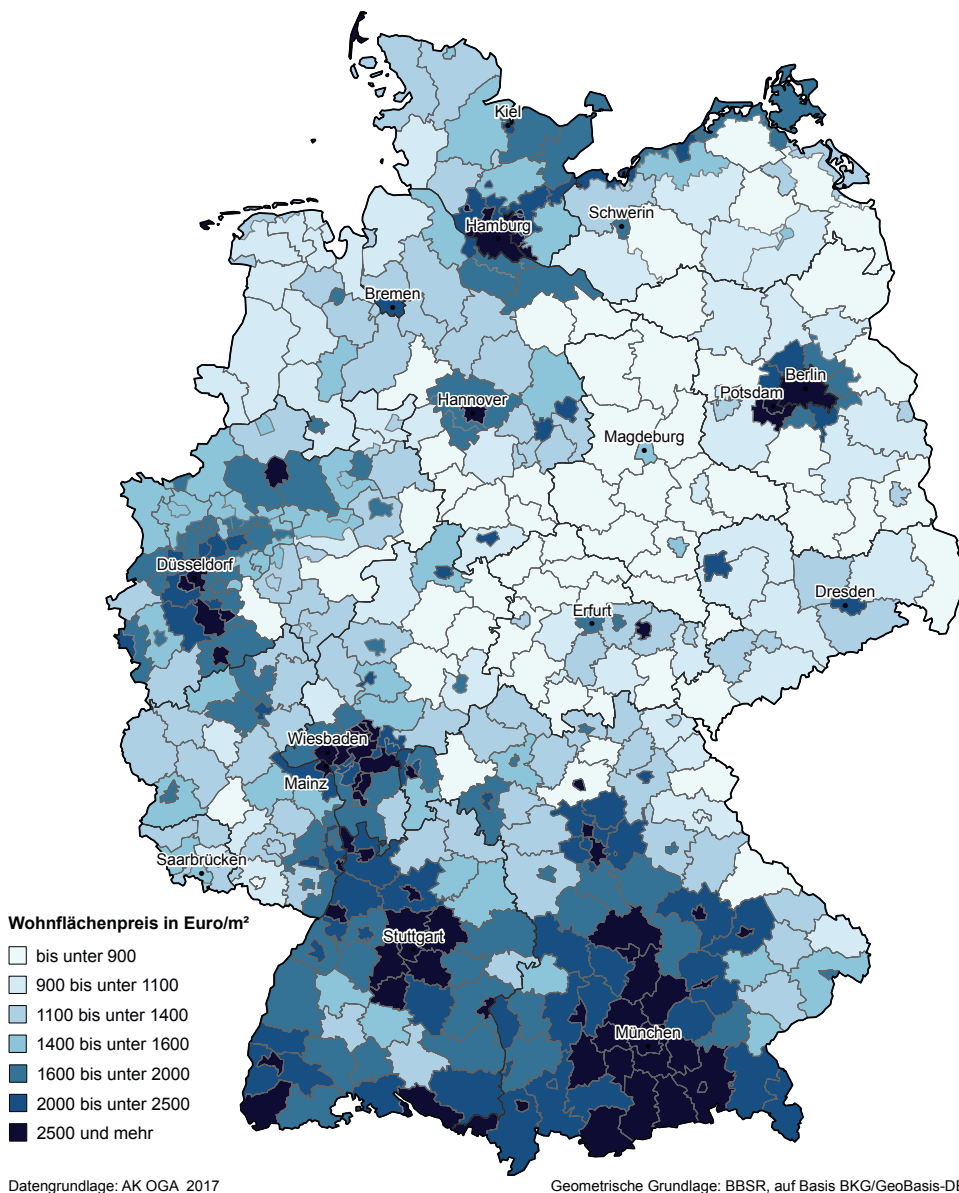 Kiel
Schwerin
Hamburg
Bremen
Berlin
Potsdam
Hannover
Magdeburg
Düsseldorf
Dresden
Erfurt
Wiesbaden
Mainz
Saarbrücken
Stuttgart
München
Wohnflächenpreis in Euro/m²
bis unter 900
900 bis unter 1100
1100 bis unter 1400
1400 bis unter 1600
1600 bis unter 2000
2000 bis unter 2500
2500 und mehr
Datengrundlage: AK OGA 2017
Geometrische Grundlage: BBSR, auf Basis BKG/GeoBasis-DE